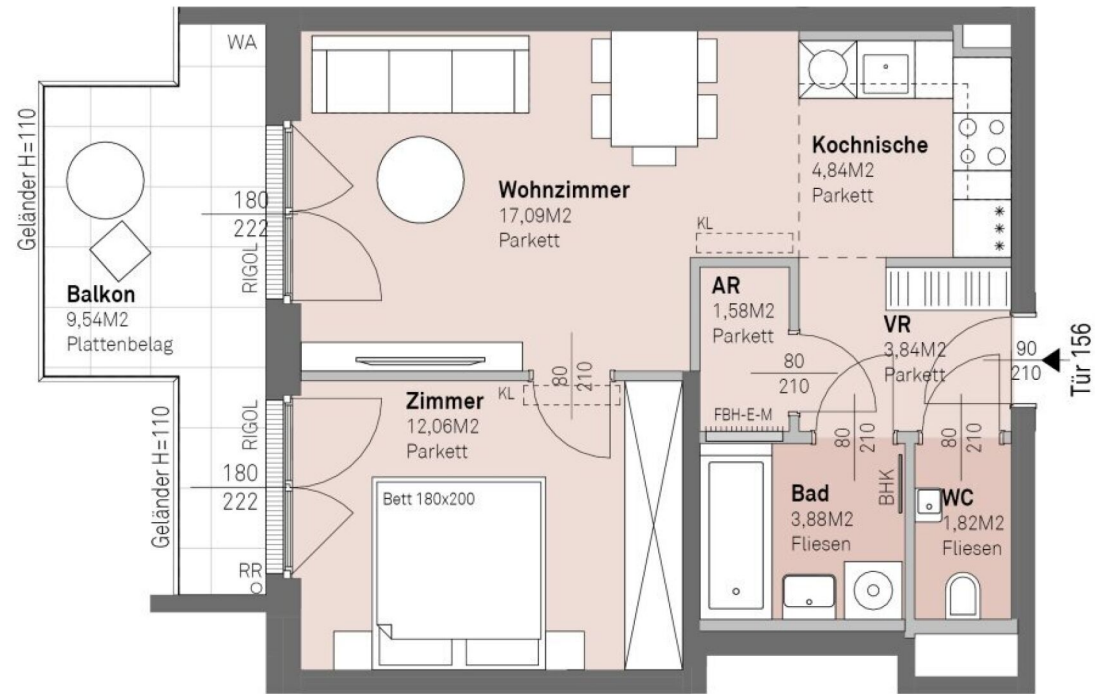 WA
Geländer H=110
180
222
RIGOL
Balkon
9,54M2
Plattenbelag
Geländer H=110
RIGOL
180
222
RR
Wohnzimmer
17,09M2
Parkett
Kochnische
4,84M2
Parkett
KL
AR
1,58M2
Parkett
80
210
FBH-E-M
VR
3,84M2
Parkett
90
210
Tür 156
80
210
KL
Zimmer
12,06M2
Parkett
Bett 180x200
80
210
Bad
3,88M2
Fliesen
BHK
80
210
WC
1,82M2
Fliesen